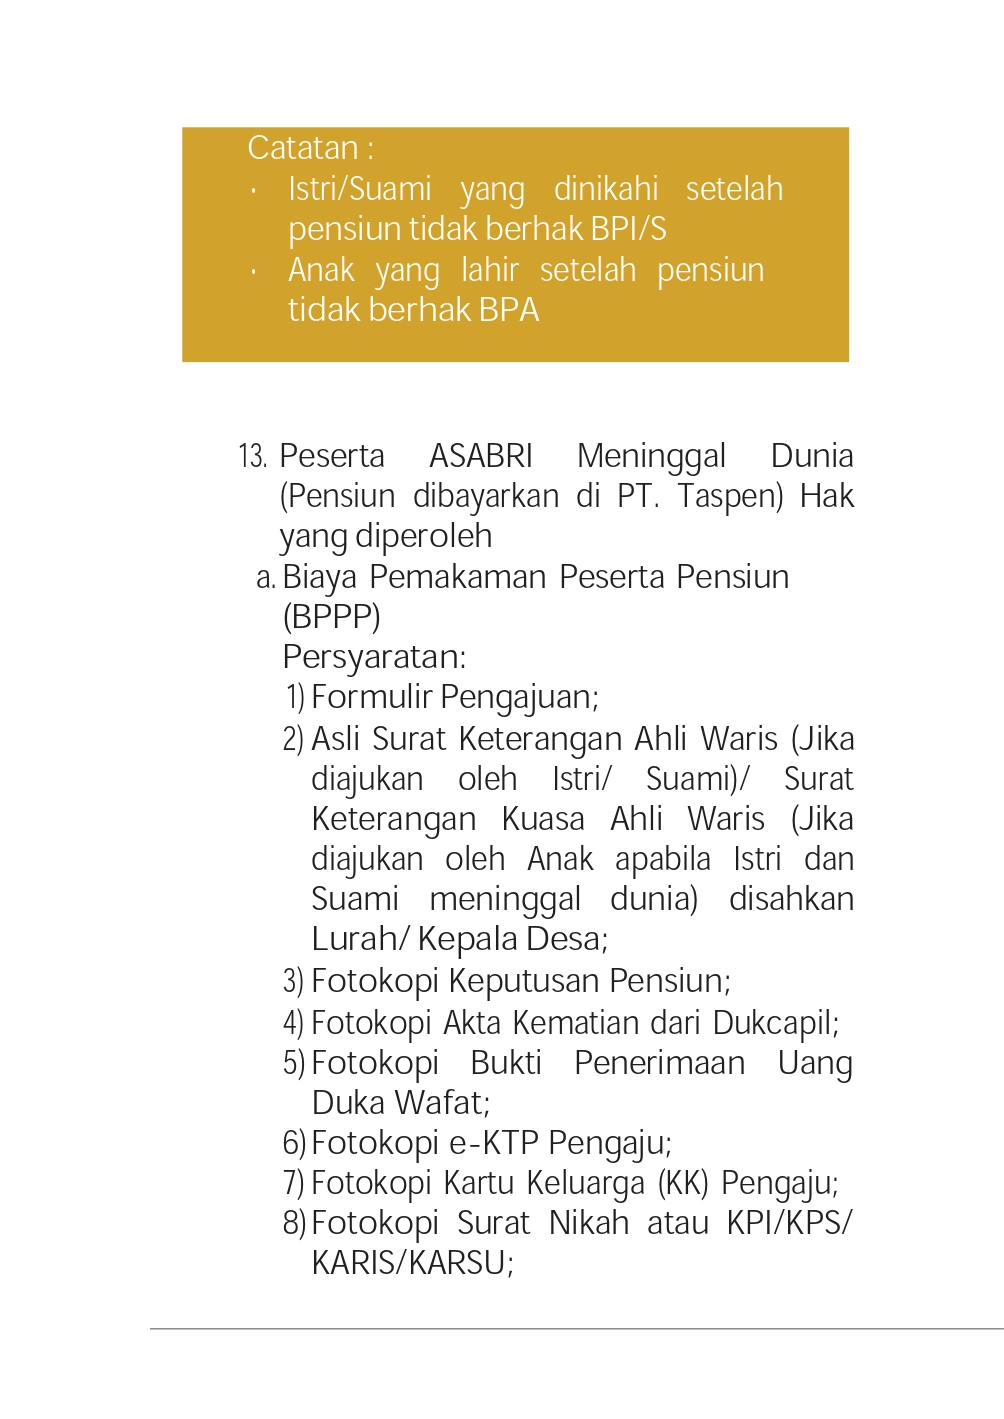 Catatan :
· Istri/Suami yang dinikahi setelah
pensiun tidak berhak BPI/S
· Anak yang lahir setelah pensiun
tidak berhak BPA
13. Peserta ASABRI Meninggal Dunia
(Pensiun dibayarkan di PT. Taspen) Hak
yang diperoleh
a. Biaya Pemakaman Peserta Pensiun
(BPPP)
Persyaratan:
1) Formulir Pengajuan;
2) Asli Surat Keterangan Ahli Waris (Jika
diajukan oleh Istri/ Suami)/ Surat
Keterangan Kuasa Ahli Waris (Jika
diajukan oleh Anak apabila Istri dan
Suami meninggal dunia) disahkan
Lurah/ Kepala Desa;
3) Fotokopi Keputusan Pensiun;
4) Fotokopi Akta Kematian dari Dukcapil;
5) Fotokopi Bukti Penerimaan Uang
Duka Wafat;
6) Fotokopi e-KTP Pengaju;
7) Fotokopi Kartu Keluarga (KK) Pengaju;
8) Fotokopi Surat Nikah atau KPI/KPS/
KARIS/KARSU;